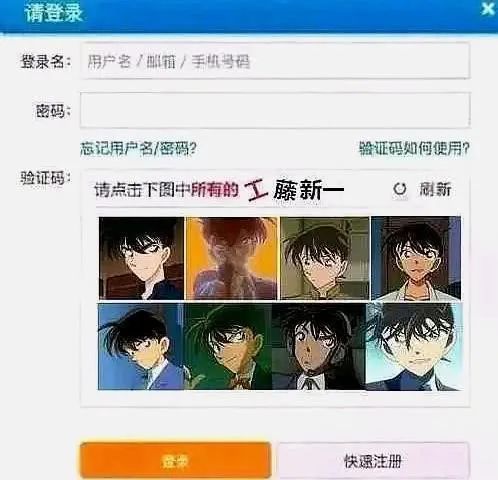 请登录
登录名: 用户名 / 邮箱 / 手机号码
密码:
忘记用户名/密码? 验证码如何使用?
验证码: 请点击下图中所有的 工藤新一 刷新
登录 快速注册